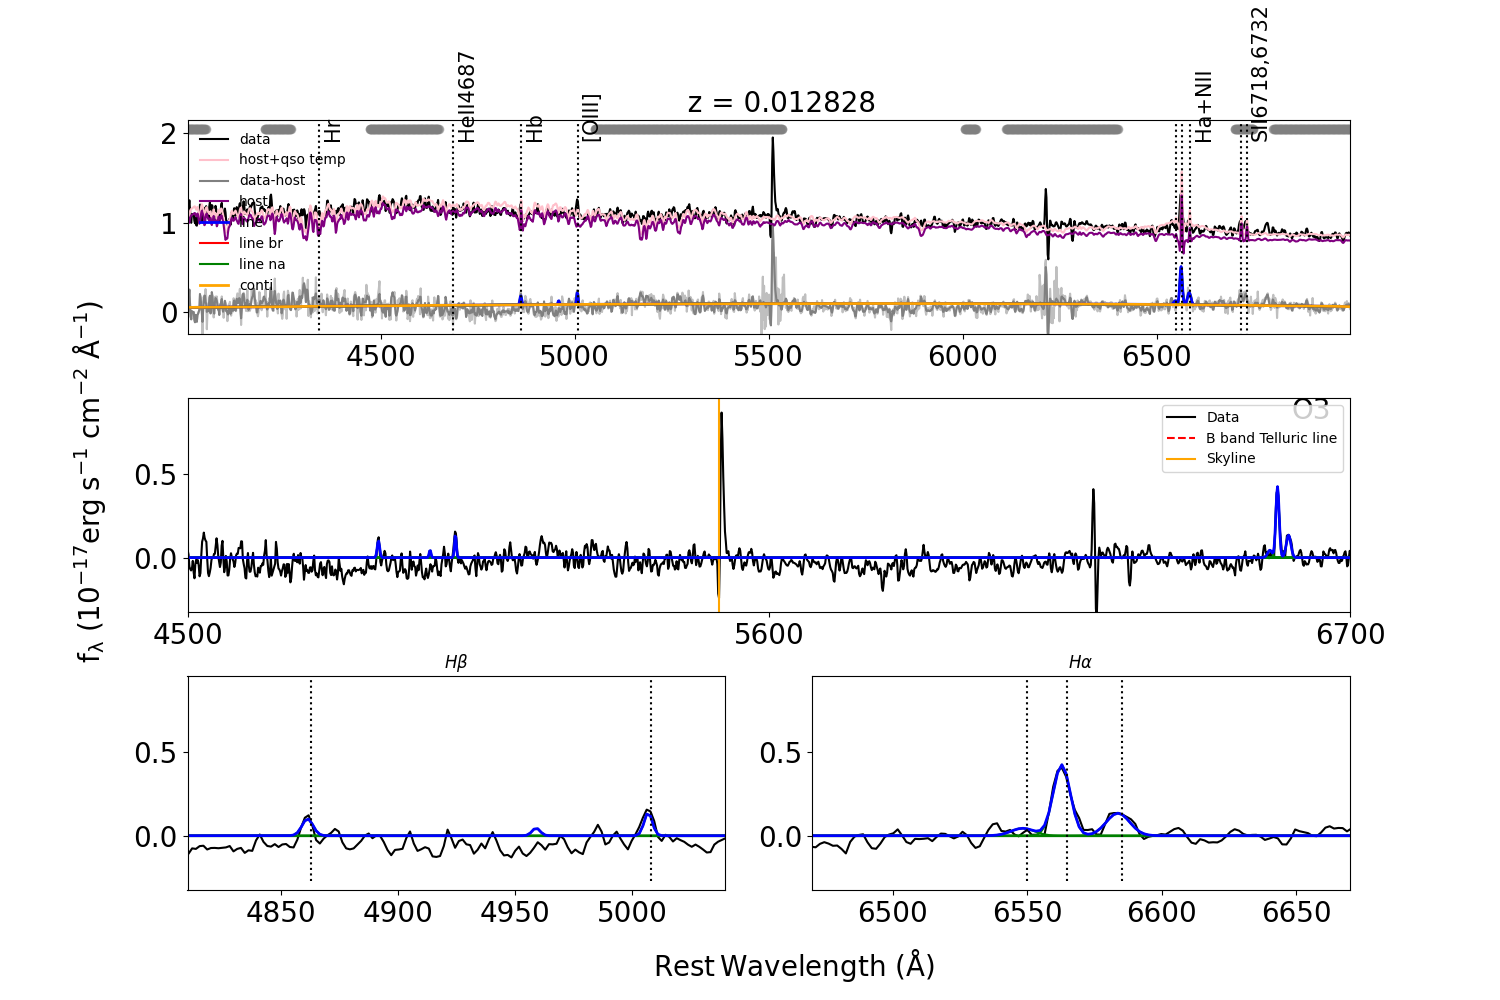 z = 0.012828
Hr
HeII4687
Hb
[OIII]
Ha+NII
SII6718,6732
data
host+qso temp
data-host
host
line
line br
line na
conti
2
1
0
4500 5000 5500 6000 6500
fλ (10⁻¹⁷erg s⁻¹ cm⁻² Å⁻¹)
O3
Data
B band Telluric line
Skyline
0.5
0.0
4500 5600 6700
Hβ
0.5
0.0
4850 4900 4950 5000
Hα
0.5
0.0
6500 6550 6600 6650
Rest Wavelength (Å)